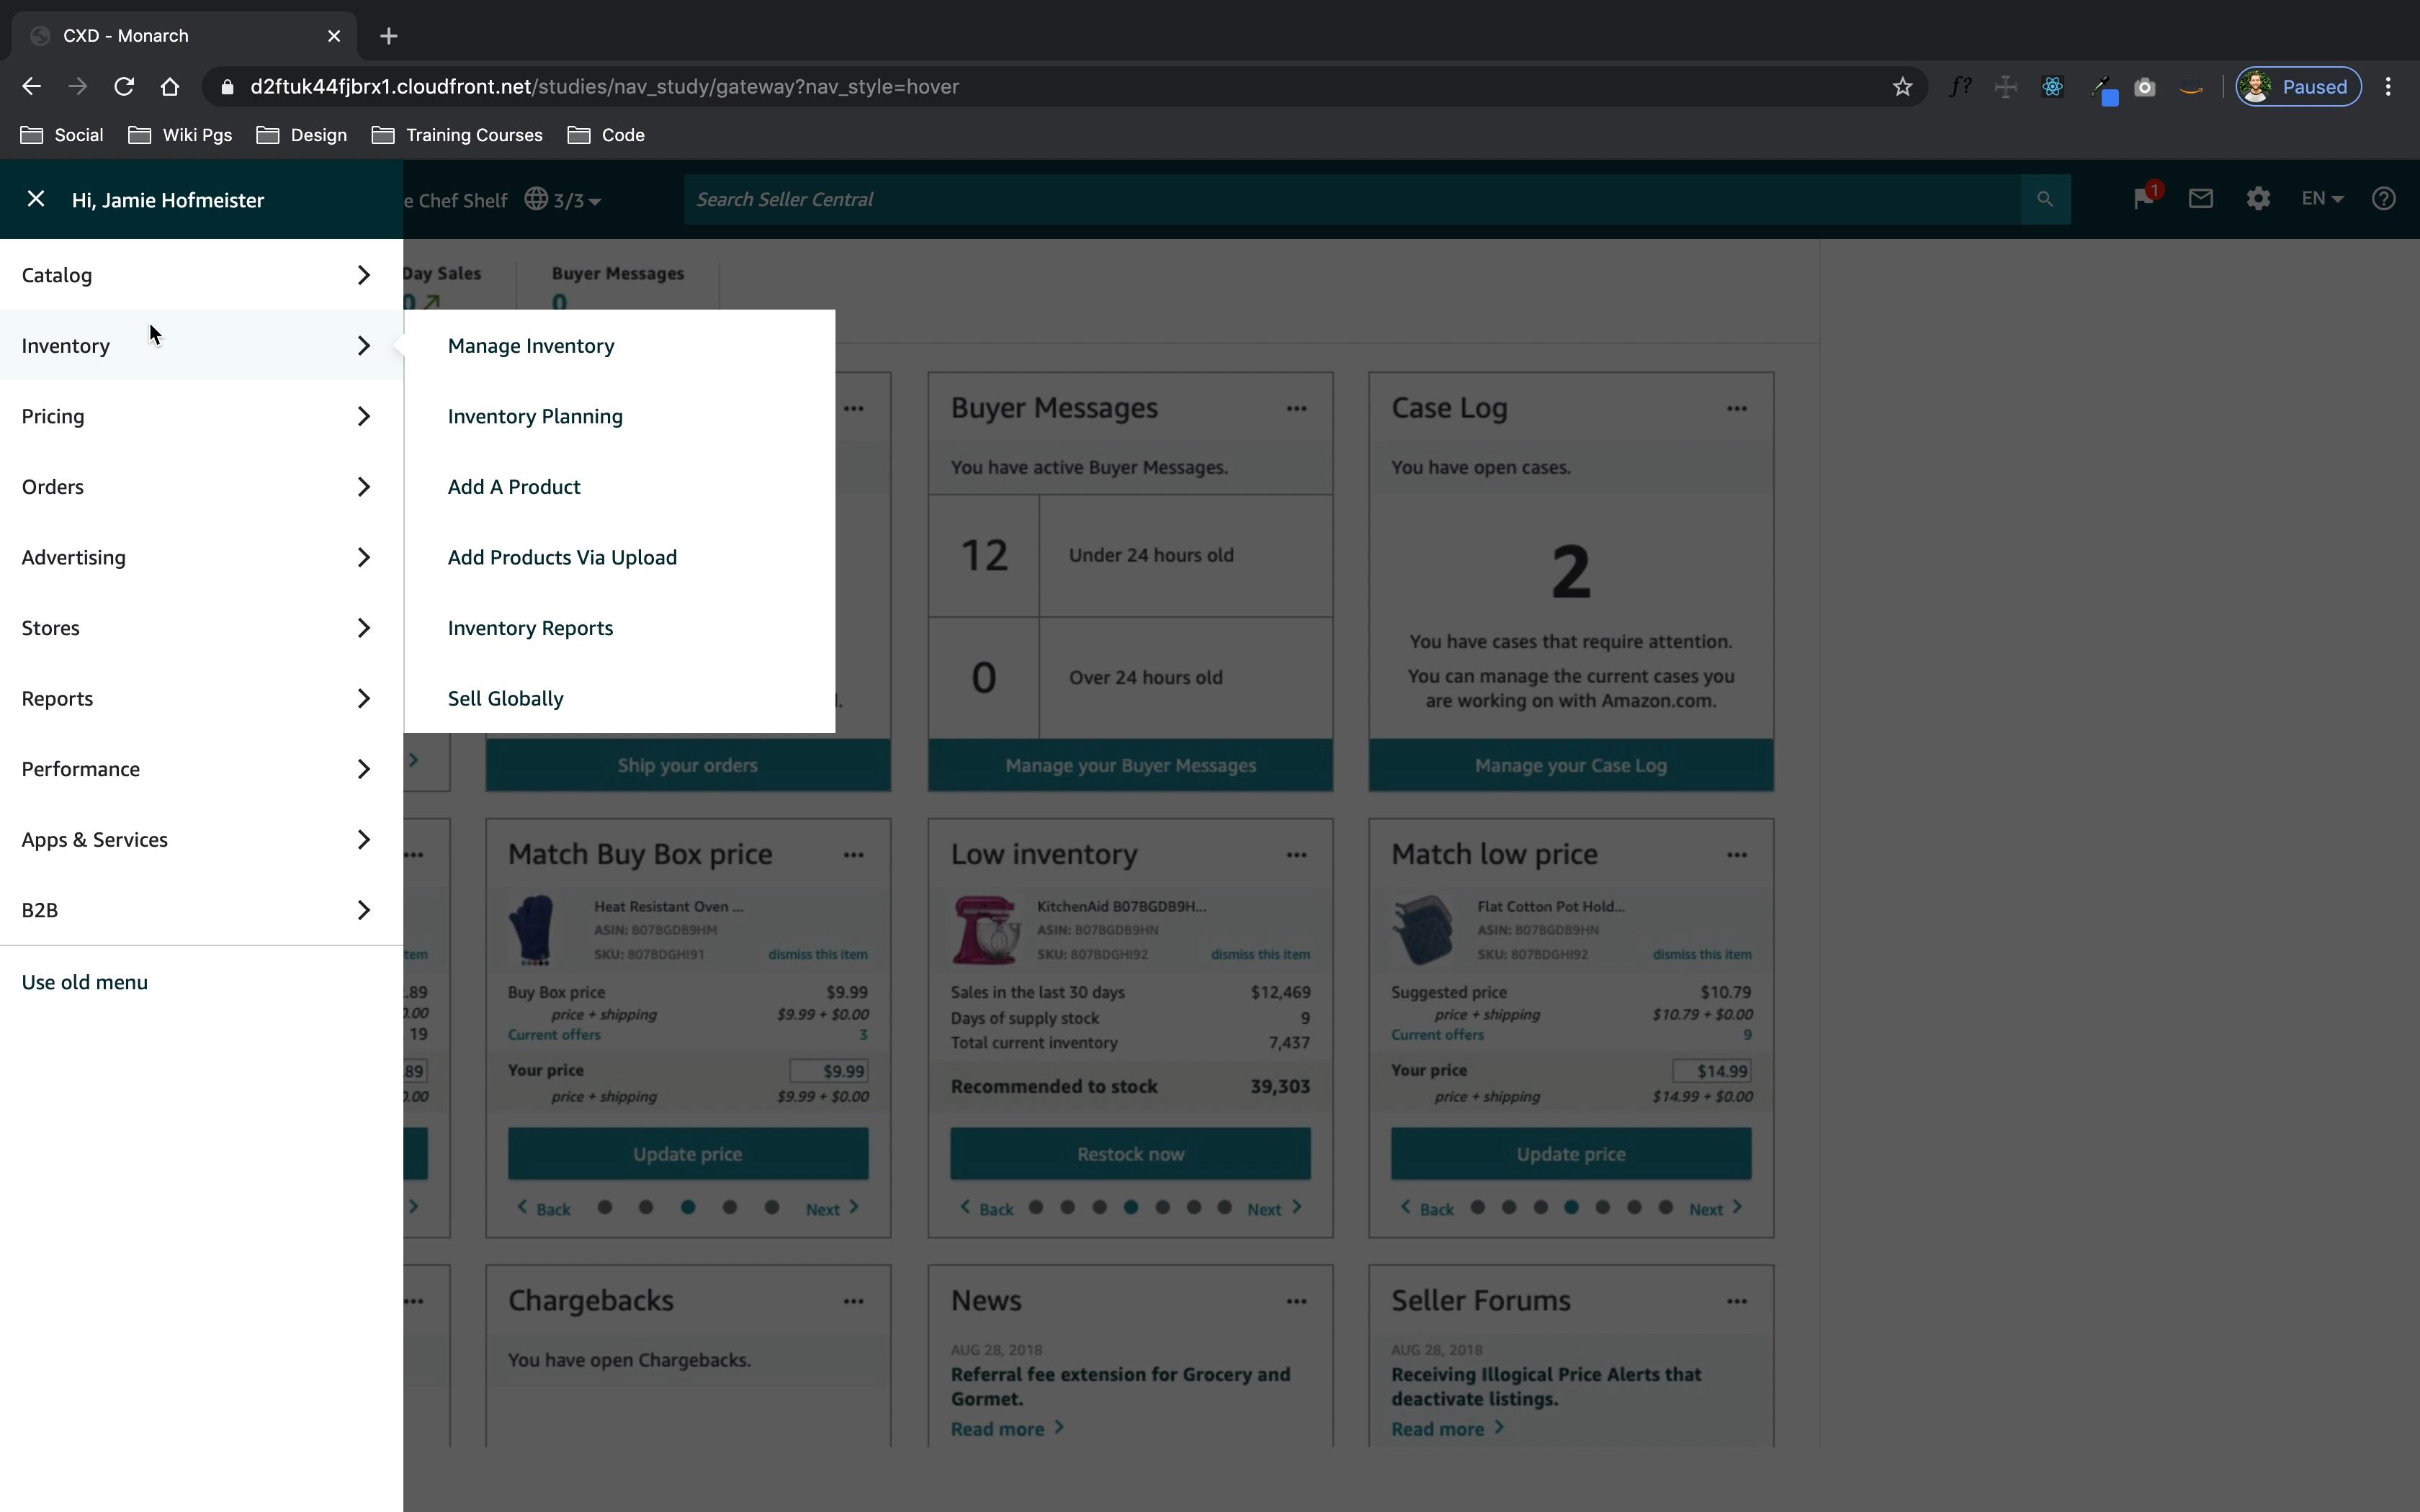 CXD - Monarch
d2ftuk44fjbrx1.cloudfront.net/studies/nav_study/gateway?nav_style=hover
f?
Paused
Social
Wiki Pgs
Design
Training Courses
Code
Hi, Jamie Hofmeister
e Chef Shelf
3/3
Search Seller Central
1
EN
Catalog
Inventory
Pricing
Orders
Advertising
Stores
Reports
Performance
Apps & Services
B2B
Use old menu
Day Sales
0
Buyer Messages
0
Manage Inventory
Inventory Planning
Add A Product
Add Products Via Upload
Inventory Reports
Sell Globally
Ship your orders
Buyer Messages
You have active Buyer Messages.
12
Under 24 hours old
0
Over 24 hours old
Manage your Buyer Messages
Case Log
You have open cases.
2
You have cases that require attention.
You can manage the current cases you
are working on with Amazon.com.
Manage your Case Log
tem
.89
0.00
19
.89
0.00
Match Buy Box price
Heat Resistant Oven ...
ASIN: B07BGDB9HM
SKU: 807BDGHI91
dismiss this item
Buy Box price
$9.99
price + shipping
$9.99 + $0.00
Current offers
3
Your price
$9.99
price + shipping
$9.99 + $0.00
Update price
Back
Next
Low inventory
KitchenAid B07BGDB9H...
ASIN: B07BGDB9HN
SKU: 807BDGHI92
dismiss this item
Sales in the last 30 days
$12,469
Days of supply stock
9
Total current inventory
7,437
Recommended to stock
39,303
Restock now
Back
Next
Match low price
Flat Cotton Pot Hold...
ASIN: B07BGDB9HN
SKU: 807BDGHI92
dismiss this item
Suggested price
$10.79
price + shipping
$10.79 + $0.00
Current offers
9
Your price
$14.99
price + shipping
$14.99 + $0.00
Update price
Back
Next
Chargebacks
You have open Chargebacks.
News
AUG 28, 2018
Referral fee extension for Grocery and
Gormet.
Read more
Seller Forums
AUG 28, 2018
Receiving Illogical Price Alerts that
deactivate listings.
Read more